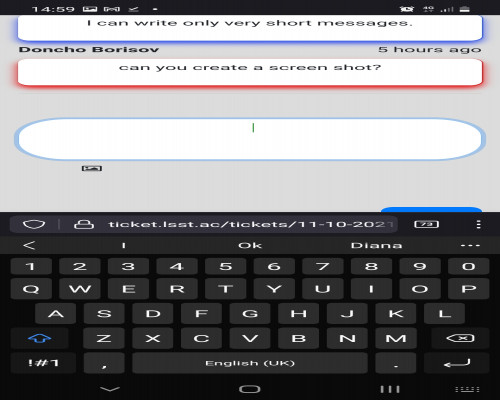 14:59
I can write only very short messages.
Doncho Borisov 5 hours ago
can you create a screen shot?
ticket.lsst.ac/tickets/11-10-2021 73
< I Ok Diana ...
1 2 3 4 5 6 7 8 9 0
Q W E R T Y U I O P
A S D F G H J K L
Z X C V B N M
!#1 , English (UK) .